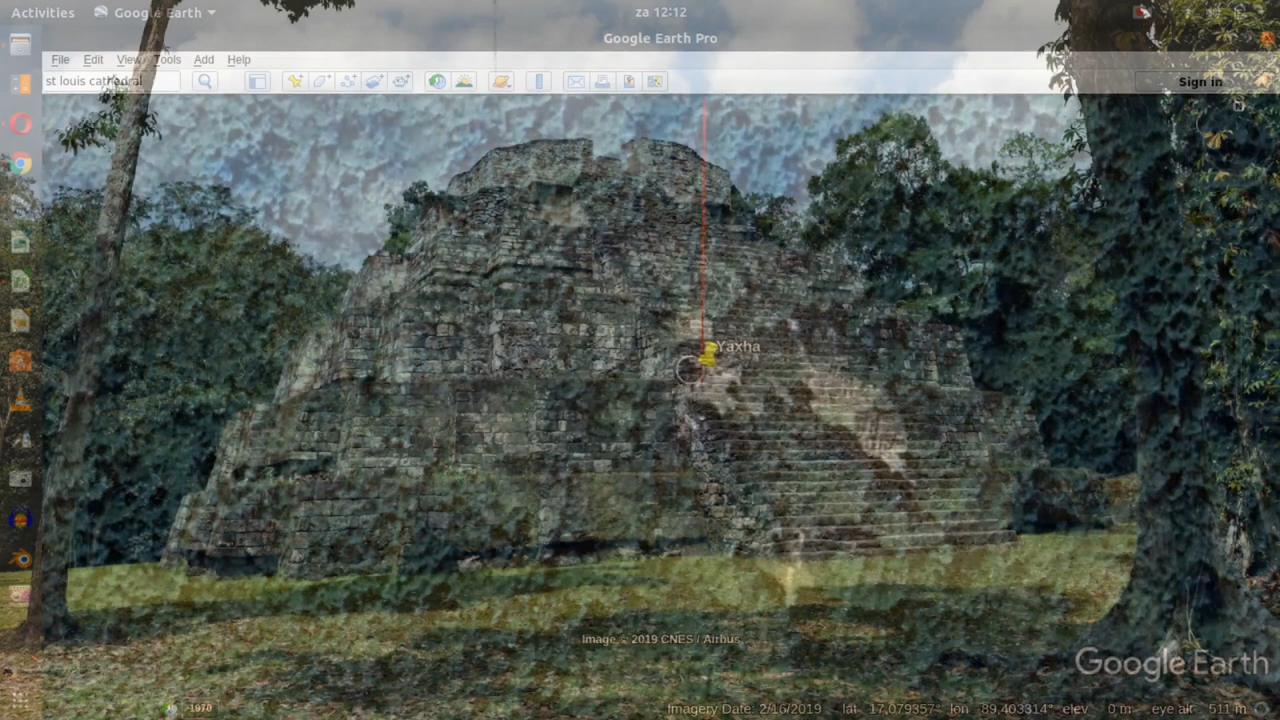 Activities Google Earth za 12:12
Google Earth Pro
File Edit View Tools Add Help
st louis cathedral Sign in
Yaxha
Image © 2019 CNES / Airbus
Google Earth
1970 Imagery Date: 2/16/2019 lat 17,079357° lon 89,403314° elev 0 m eye alt 511 m